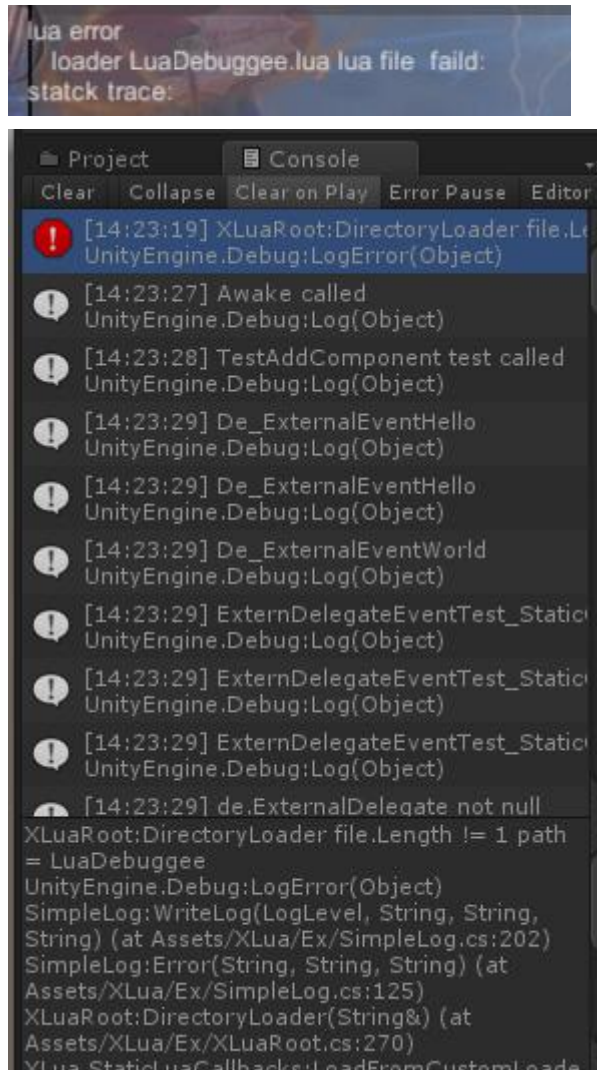 lua error
loader LuaDebuggee.lua lua file faild:
statck trace:
Project Console
Clear Collapse Clear on Play Error Pause Editor
[14:23:19] XLuaRoot:DirectoryLoader file.Le
UnityEngine.Debug:LogError(Object)
[14:23:27] Awake called
UnityEngine.Debug:Log(Object)
[14:23:28] TestAddComponent test called
UnityEngine.Debug:Log(Object)
[14:23:29] De_ExternalEventHello
UnityEngine.Debug:Log(Object)
[14:23:29] De_ExternalEventHello
UnityEngine.Debug:Log(Object)
[14:23:29] De_ExternalEventWorld
UnityEngine.Debug:Log(Object)
[14:23:29] ExternDelegateEventTest_Static
UnityEngine.Debug:Log(Object)
[14:23:29] ExternDelegateEventTest_Static
UnityEngine.Debug:Log(Object)
[14:23:29] ExternDelegateEventTest_Static
UnityEngine.Debug:Log(Object)
[14:23:29] de.ExternalDelegate not null
XLuaRoot:DirectoryLoader file.Length != 1 path
= LuaDebuggee
UnityEngine.Debug:LogError(Object)
SimpleLog:WriteLog(LogLevel, String, String,
String) (at Assets/XLua/Ex/SimpleLog.cs:202)
SimpleLog:Error(String, String, String) (at
Assets/XLua/Ex/SimpleLog.cs:125)
XLuaRoot:DirectoryLoader(String&) (at
Assets/XLua/Ex/XLuaRoot.cs:270)
XLua.StaticLuaCallbacks:LoadFromCustomLoade